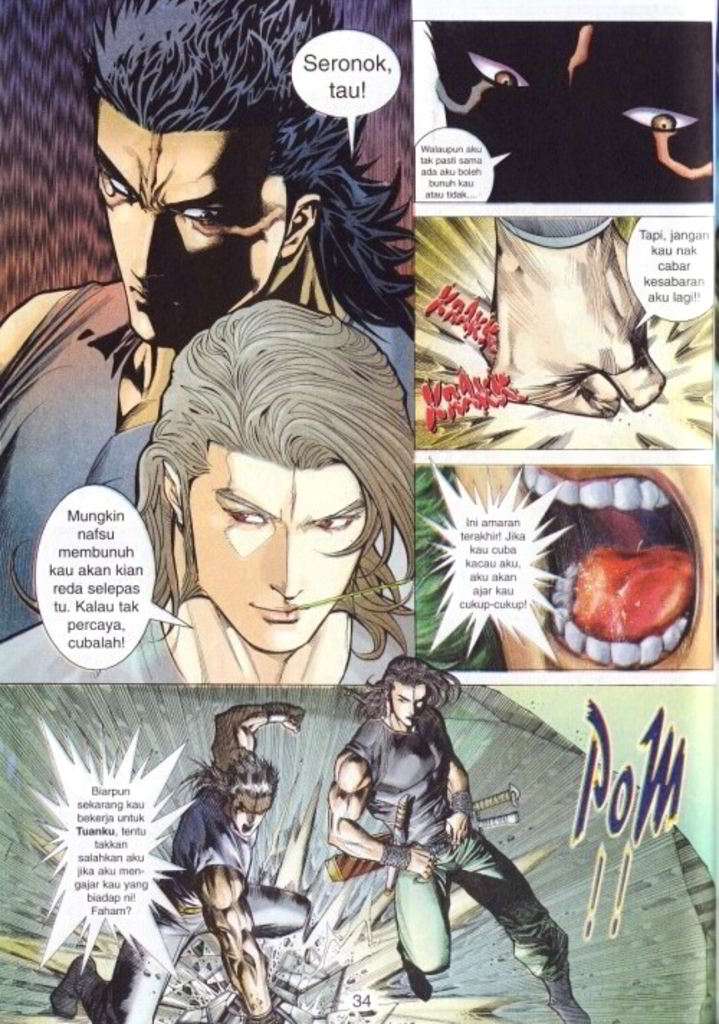 Seronok,
tau!
Mungkin
nafsu
membunuh
kau akan kian
reda selepas
tu. Kalau tak
percaya,
cubalah!
Walaupun aku
tak pasti sama
ada aku boleh
bunuh kau
atau tidak,...
Tapi, jangan
kau nak
cabar
kesabaran
aku lagi!!
KRAAKK
KRAAKK
Ini amaran
terakhir! Jika
kau cuba
kacau aku,
aku akan
ajar kau
cukup-cukup!
Biarpun
sekarang kau
bekerja untuk
Tuanku, tentu
takkan
salahkan aku
jika aku men-
gajar kau yang
biadap ni!
Faham?
POM
!!
34